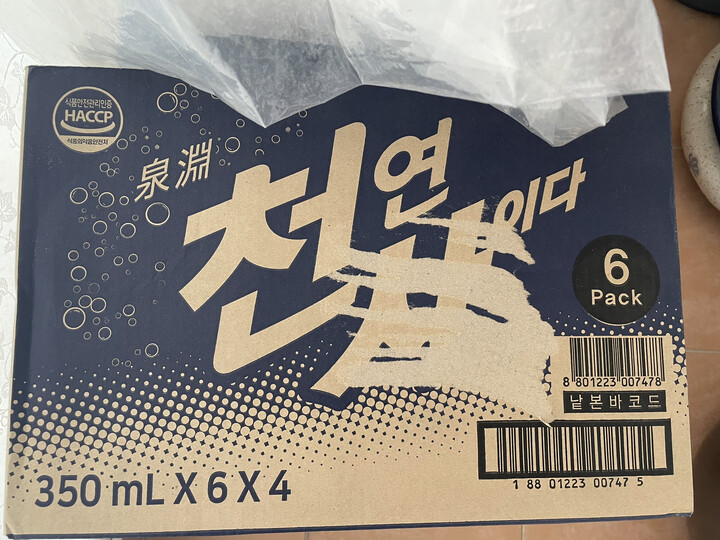 식품안전관리인증
HACCP
식품의약품안전처
泉淵
천연
이다
6
Pack
8 801223 007478
낱본바코드
350 mL X 6 X 4
1 88 01223 00747 5